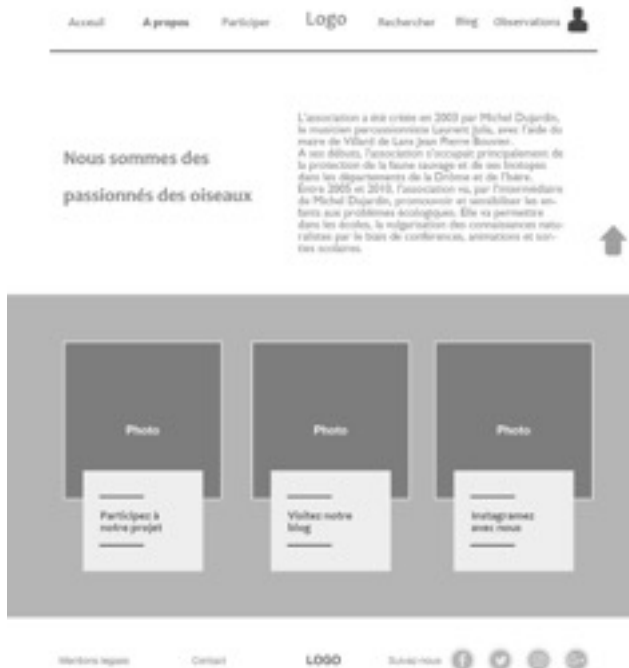 Accueil A propos Participer Logo Rechercher Blog Observations
Nous sommes des
passionnés des oiseaux
L'association a été créée en 2003 par Michel Dujardin,
le musicien percussionniste Laurent Julia, avec l'aide du
maire de Villard de Lans Jean Pierre Bouvier.
A ses débuts, l'association s'occupait principalement de
la protection de la faune sauvage et de ses biotopes
dans les départements de la Drôme et de l'Isère.
Entre 2005 et 2010, l'association va, par l'intermédiaire
de Michel Dujardin, promouvoir et sensibiliser les en-
fants aux problèmes écologiques. Elle va permettre
dans les écoles, la vulgarisation des connaissances natu-
ralistes par le biais de conférences, animations et sor-
ties scolaires.
Photo Photo Photo
Participez à
notre projet
Visitez notre
blog
Instagramez
avec nous
Mentions legales Contact LOGO Suivez-nous